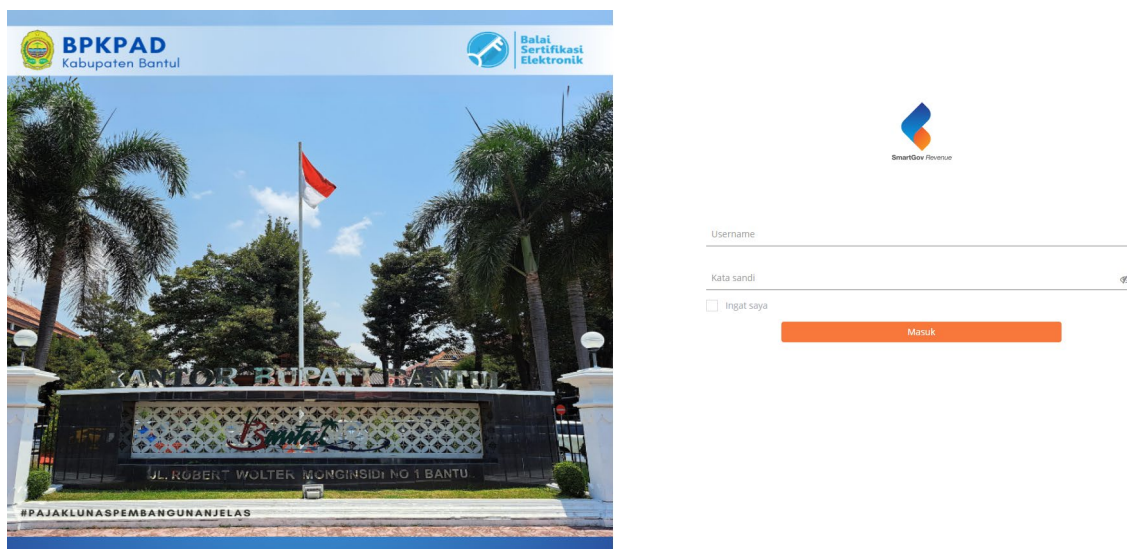 BPKPAD
Kabupaten Bantul
Balai
Sertifikasi
Elektronik
KANTOR BUPATI BANTUL
Bantul
JL. ROBERT WOLTER MONGINSIDI NO 1 BANTU
#PAJAKLUNASPEMBANGUNANJELAS
SmartGov Revenue
Username
Kata sandi
Ingat saya
Masuk